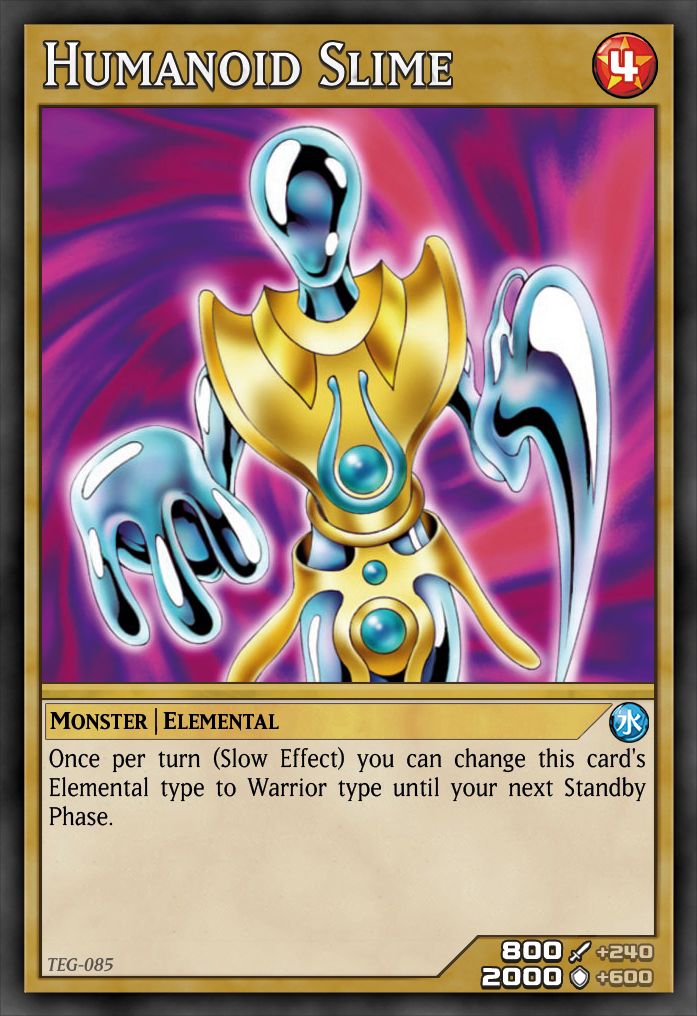 Humanoid Slime
4
Monster | Elemental
水
Once per turn (Slow Effect) you can change this card's
Elemental type to Warrior type until your next Standby
Phase.
800 +240
TEG-085
2000 +600